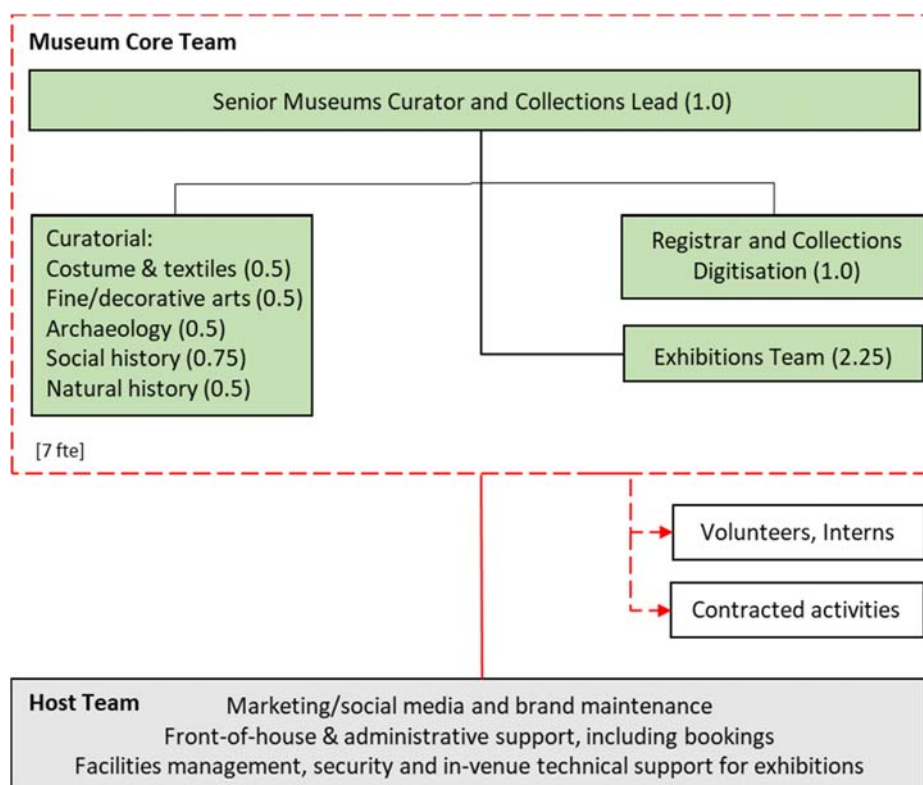 Museum Core Team
Senior Museums Curator and Collections Lead (1.0)
Curatorial:
Costume & textiles (0.5)
Fine/decorative arts (0.5)
Archaeology (0.5)
Social history (0.75)
Natural history (0.5)
Registrar and Collections
Digitisation (1.0)
Exhibitions Team (2.25)
[7 fte]
Volunteers, Interns
Contracted activities
Host Team
Marketing/social media and brand maintenance
Front-of-house & administrative support, including bookings
Facilities management, security and in-venue technical support for exhibitions